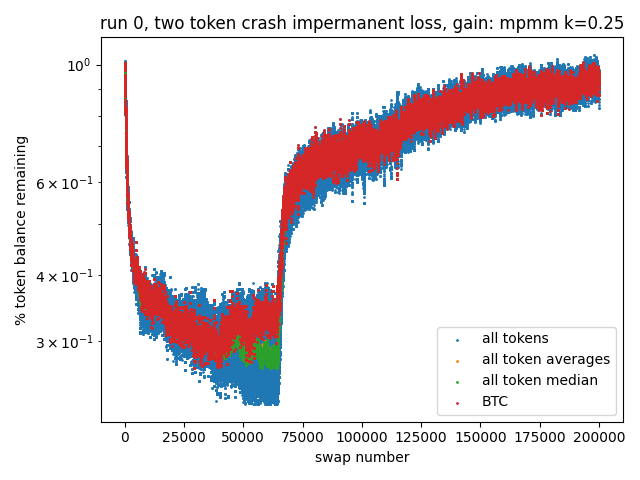 run 0, two token crash impermanent loss, gain: mpmm k=0.25
% token balance remaining
10⁰
6 × 10⁻¹
4 × 10⁻¹
3 × 10⁻¹
all tokens
all token averages
all token median
BTC
0 25000 50000 75000 100000 125000 150000 175000 200000
swap number